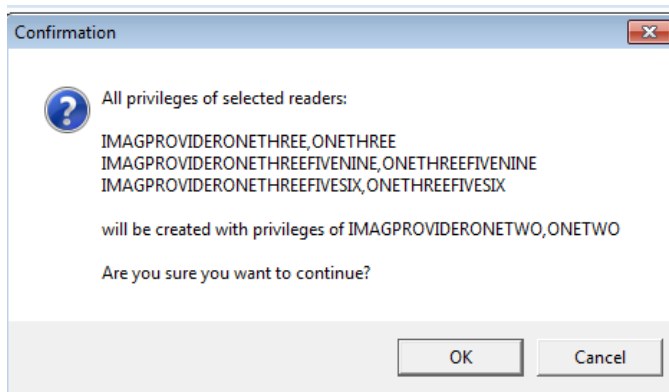 Confirmation
All privileges of selected readers:
IMAGPROVIDERONETHREE,ONETHREE
IMAGPROVIDERONETHREEFIVENINE,ONETHREEFIVENINE
IMAGPROVIDERONETHREEFIVESIX,ONETHREEFIVESIX
will be created with privileges of IMAGPROVIDERONETWO,ONETWO
Are you sure you want to continue?
OK
Cancel